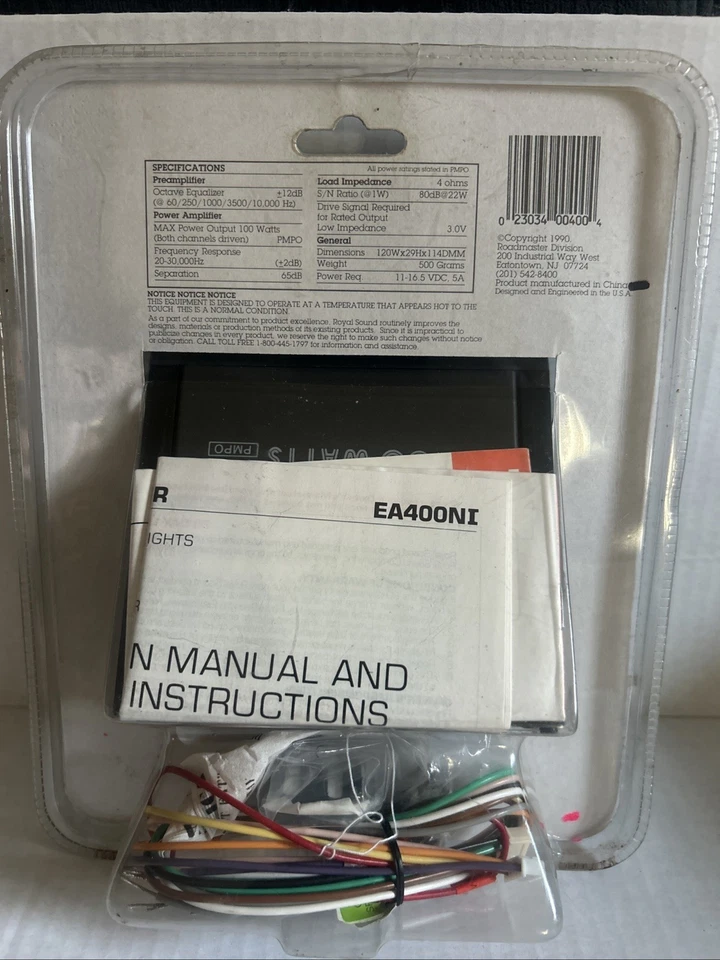 SPECIFICATIONS
Preamplifier
Octave Equalizer ±12dB
(@ 60/250/1000/3500/10,000 Hz)
Power Amplifier
MAX Power Output 100 Watts
(Both channels driven) PMPO
Frequency Response
20-30,000Hz (±2dB)
Separation 65dB
All power ratings stated in PMPO
Load Impedance 4 ohms
S/N Ratio (@1W) 80dB@22W
Drive Signal Required
for Rated Output
Low Impedance 3.0V
General
Dimensions 120Wx29Hx114DMM
Weight 500 Grams
Power Req. 11-16.5 VDC, 5A
0 23034 00400 4
©Copyright 1990
Roadmaster Division
200 Industrial Way West
Eatontown, NJ 07724
(201) 542-8400
Product manufactured in China
Designed and Engineered in the U.S.A.
NOTICE NOTICE NOTICE
THIS EQUIPMENT IS DESIGNED TO OPERATE AT A TEMPERATURE THAT APPEARS HOT TO THE
TOUCH. THIS IS A NORMAL CONDITION.
As a part of our commitment to product excellence, Royal Sound routinely improves the
designs, materials or production methods of its existing products. Since it is impractical to
publicize changes in every product, we reserve the right to make such changes without notice
or obligation. CALL TOLL FREE 1-800-445-1797 for information and assistance.
WATTS PMPO
R
EA400NI
IGHTS
N MANUAL AND
INSTRUCTIONS